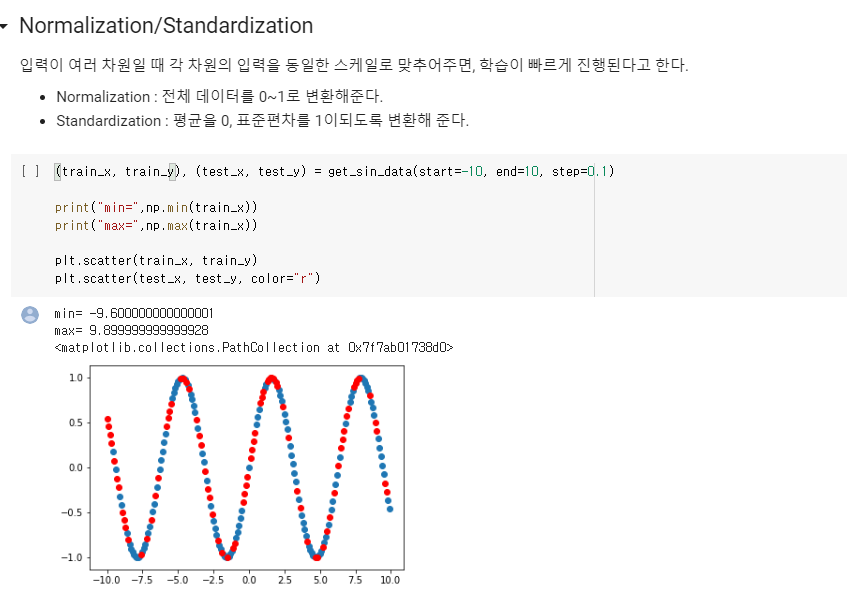 Normalization/Standardization
입력이 여러 차원일 때 각 차원의 입력을 동일한 스케일로 맞추어주면, 학습이 빠르게 진행된다고 한다.
• Normalization : 전체 데이터를 0~1로 변환해준다.
• Standardization : 평균을 0, 표준편차를 1이되도록 변환해 준다.
[ ] (train_x, train_y), (test_x, test_y) = get_sin_data(start=-10, end=10, step=0.1)
print("min=",np.min(train_x))
print("max=",np.max(train_x))
plt.scatter(train_x, train_y)
plt.scatter(test_x, test_y, color="r")
min= -9.600000000000001
max= 9.899999999999928
<matplotlib.collections.PathCollection at 0x7f7ab01738d0>
1.0
0.5
0.0
−0.5
−1.0
−10.0 −7.5 −5.0 −2.5 0.0 2.5 5.0 7.5 10.0